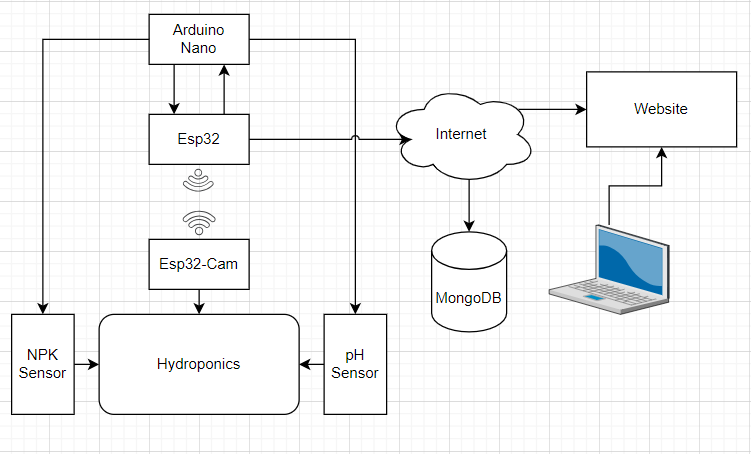 Arduino
Nano
Esp32
Internet
Website
Esp32-Cam
MongoDB
NPK
Sensor
Hydroponics
pH
Sensor